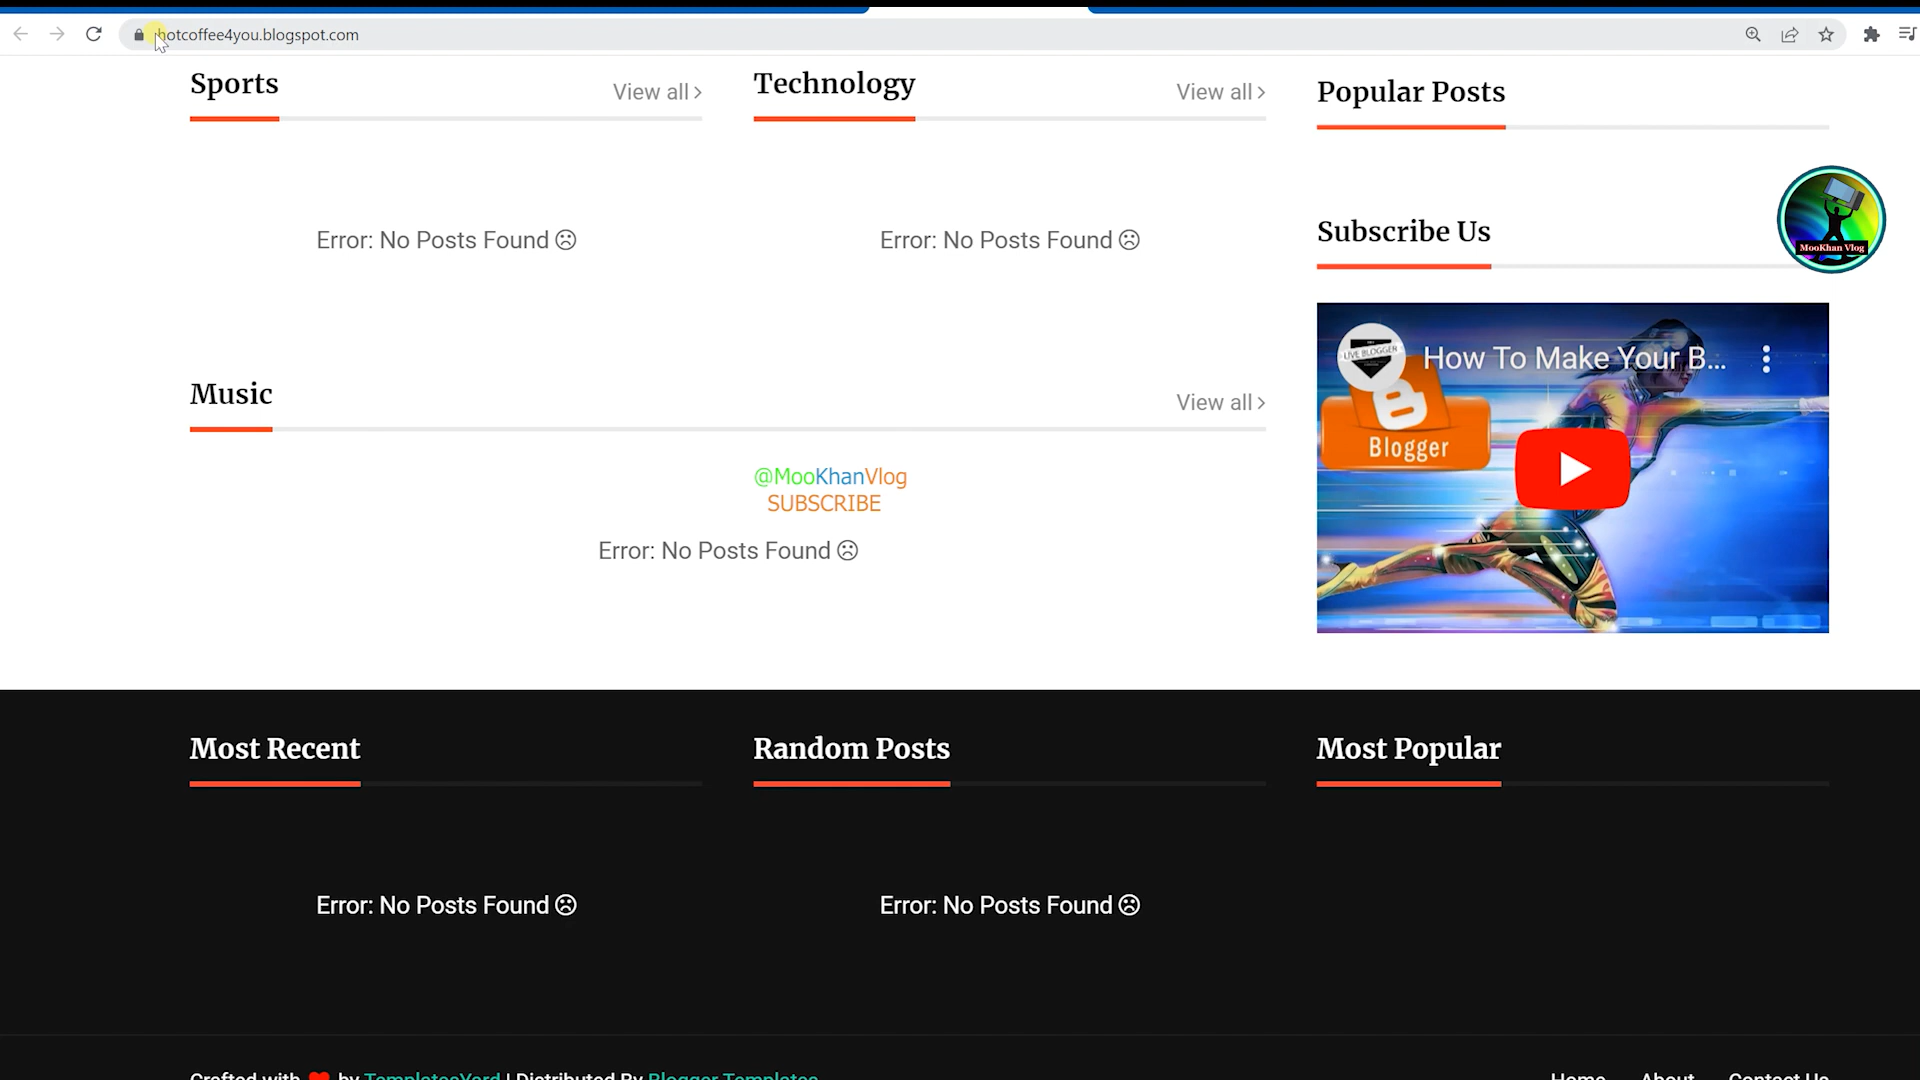 hotcoffee4you.blogspot.com
Sports
View all
Technology
View all
Popular Posts
Error: No Posts Found
Error: No Posts Found
MooKhan Vlog
Subscribe Us
LIVE BLOGGER
How To Make Your B...
Blogger
Music
View all
@MooKhanVlog
SUBSCRIBE
Error: No Posts Found
Most Recent
Random Posts
Most Popular
Error: No Posts Found
Error: No Posts Found
Crafted with by TemplatesYard | Distributed By Blogger Templates
Home About Contact Us